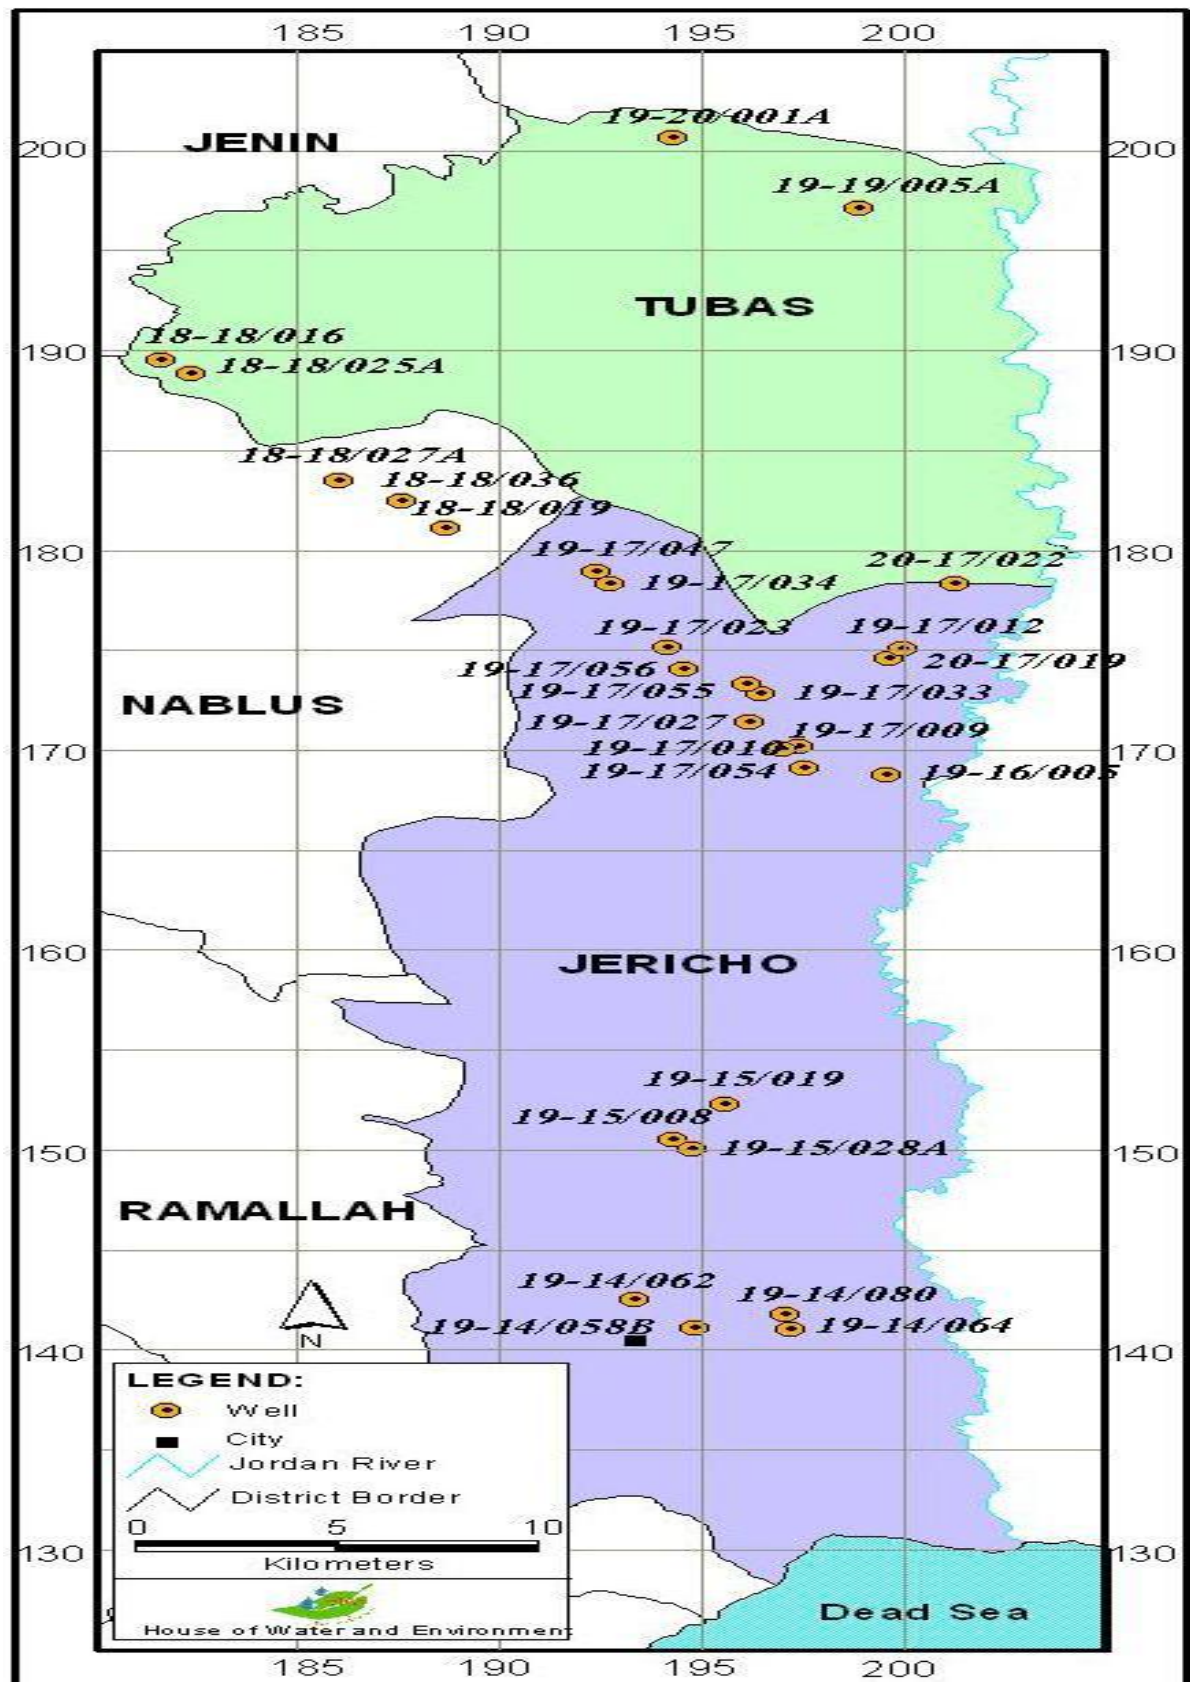 185 190 195 200
19-20/001A
JENIN
200 200
19-19/005A
TUBAS
18-18/016
190 190
18-18/025A
18-18/027A
18-18/036
18-18/019
19-17/047
180 180
20-17/022
19-17/034
19-17/023 19-17/012
19-17/056 20-17/019
19-17/055 19-17/033
NABLUS
19-17/027 19-17/009
19-17/010
170 170
19-17/054 19-16/005
160 160
JERICHO
19-15/019
19-15/008
19-15/028A
150 150
RAMALLAH
19-14/062
19-14/080
19-14/058B 19-14/064
N
140 140
LEGEND:
Well
City
Jordan River
District Border
0 5 10
Kilometers
130 130
Dead Sea
House of Water and Environment
185 190 195 200